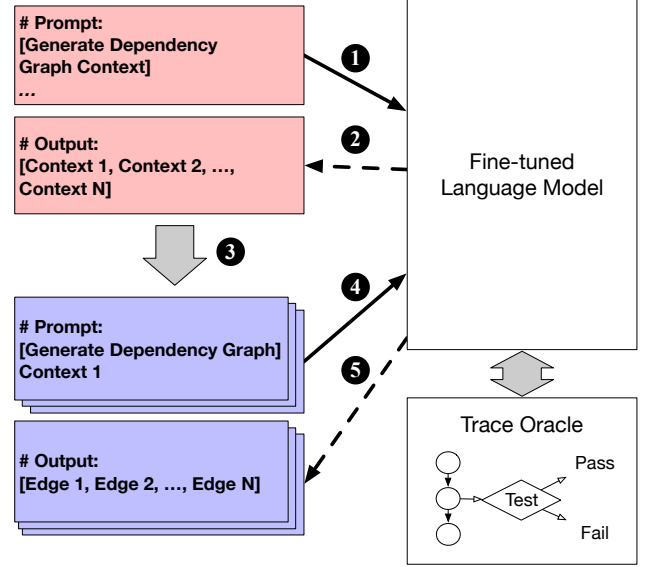 # Prompt:
[Generate Dependency
Graph Context]
...
1
# Output:
[Context 1, Context 2, ...,
Context N]
2
Fine-tuned
Language Model
3
# Prompt:
[Generate Dependency Graph]
Context 1
4
5
# Output:
[Edge 1, Edge 2, ..., Edge N]
Trace Oracle
Test
Pass
Fail